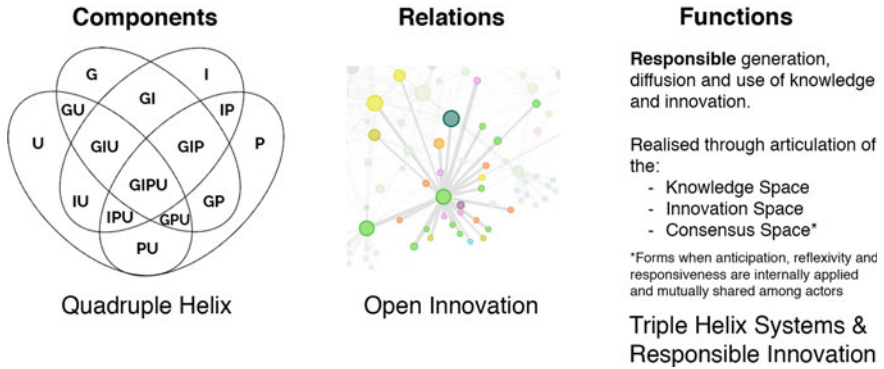 Components
G
I
GI
GU
IP
U
P
GIU
GIP
GIPU
IU
GP
IPU
GPU
PU
Quadruple Helix
Relations
Open Innovation
Functions
Responsible generation,
diffusion and use of knowledge
and innovation.
Realised through articulation of
the:
- Knowledge Space
- Innovation Space
- Consensus Space*
*Forms when anticipation, reflexivity and
responsiveness are internally applied
and mutually shared among actors
Triple Helix Systems &
Responsible Innovation